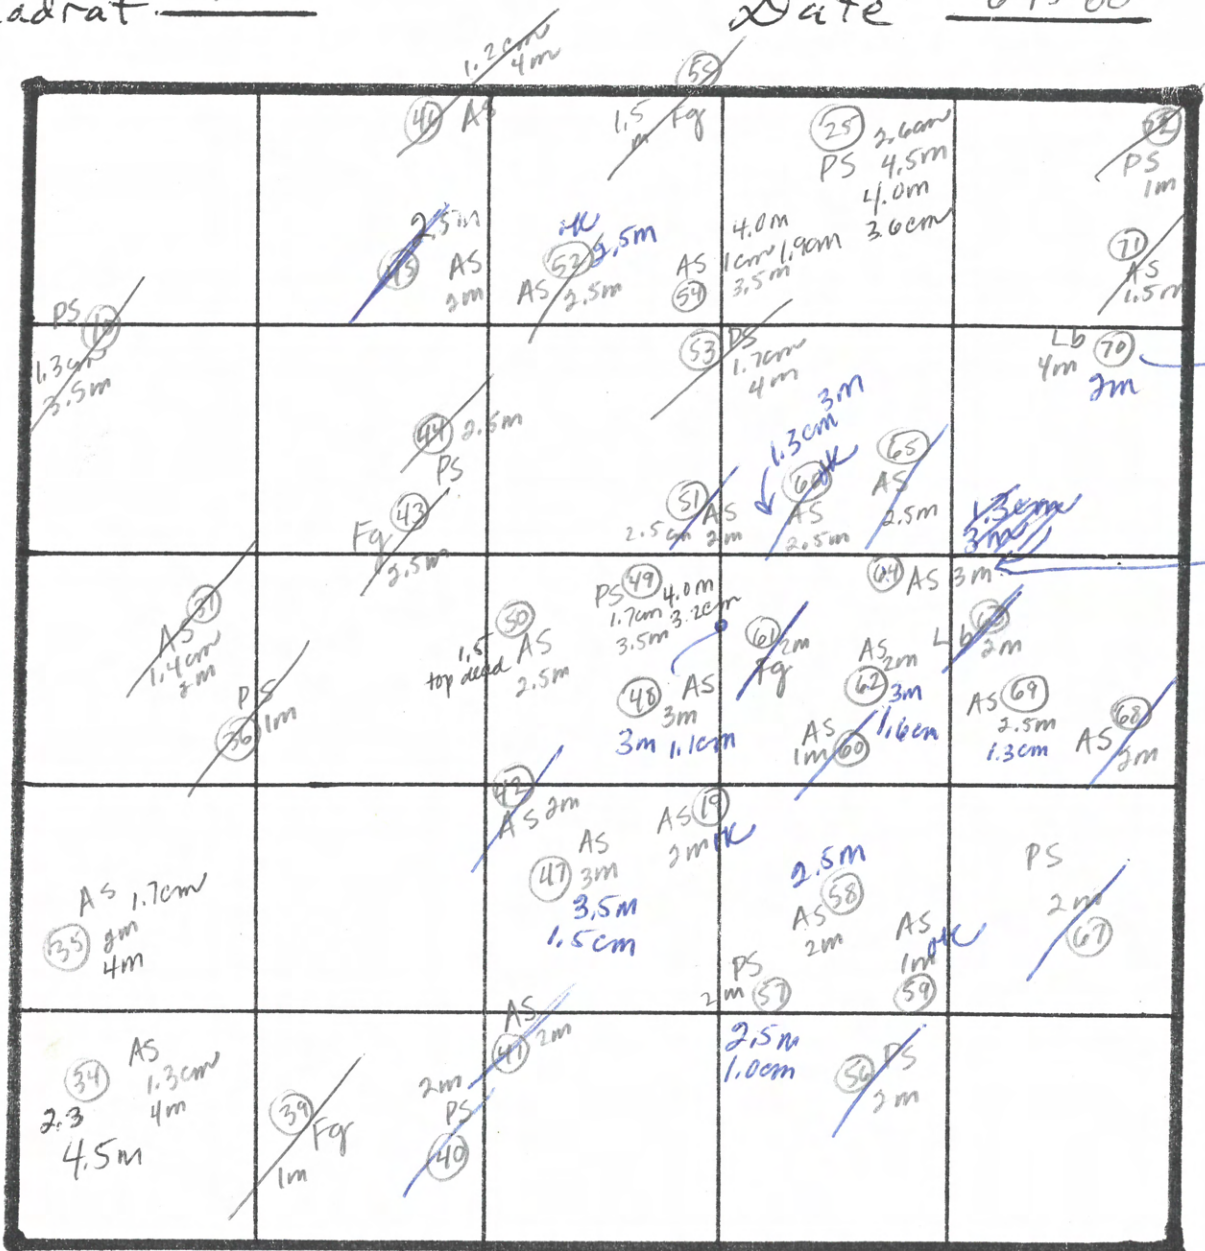 Date
1.2cm
4m
AS
55
1.5
m
Fg
25
PS
2.6cm
4.5m
4.0m
3.6cm
72
PS
1m
2.5m
45
AS
2m
OK
52
2.5m
AS
2.5m
AS
54
4.0m
1cm 1.9cm
3.5m
71
AS
1.5m
PS
1.3cm
3.5m
53
PS
1.7cm
4m
Lb
70
4m
2m
44
2.5m
PS
Fg
43
2.5m
51
AS
2.5cm
2m
3m
1.3cm
OK
AS
2.5m
65
AS
2.5m
1.3cm
3m
37
AS
1.4cm
2m
PS
36
1m
50
1.5
top dead
AS
2.5m
PS
49
4.0m
1.7cm
3.2cm
3.5m
48
AS
3m
3m 1.1cm
61
2m
Fg
64
AS 3m
AS
2m
62
3m
1.6cm
AS
1m
60
Lb
63
2m
AS
69
2.5m
1.3cm
68
AS
2m
42
AS 2m
AS
47
3m
3.5m
1.5cm
AS
19
2m
OK
2.5m
58
AS
2m
AS
1m
OK
59
PS
2m
57
2.5m
1.0cm
PS
2m
67
AS 1.7cm
35
2m
4m
34
AS
1.3cm
4m
2.3
4.5m
39
Fg
1m
AS
41
2m
2m
PS
40
56
PS
2m